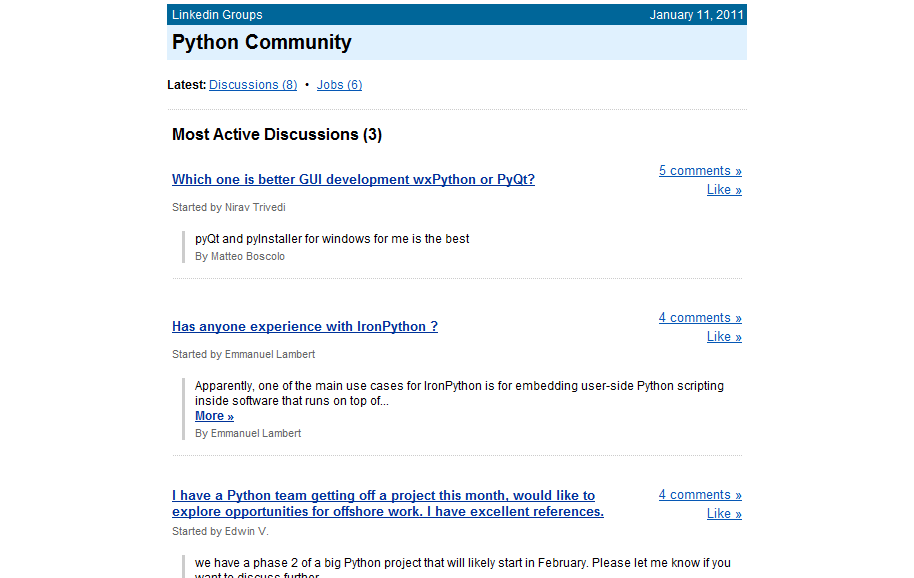 Linkedin Groups January 11, 2011
Python Community
Latest: Discussions (8) • Jobs (6)
Most Active Discussions (3)
Which one is better GUI development wxPython or PyQt?
5 comments »
Like »
Started by Nirav Trivedi
pyQt and pyInstaller for windows for me is the best
By Matteo Boscolo
Has anyone experience with IronPython ?
4 comments »
Like »
Started by Emmanuel Lambert
Apparently, one of the main use cases for IronPython is for embedding user-side Python scripting
inside software that runs on top of...
More »
By Emmanuel Lambert
I have a Python team getting off a project this month, would like to
explore opportunities for offshore work. I have excellent references.
4 comments »
Like »
Started by Edwin V.
we have a phase 2 of a big Python project that will likely start in February. Please let me know if you
want to discuss further